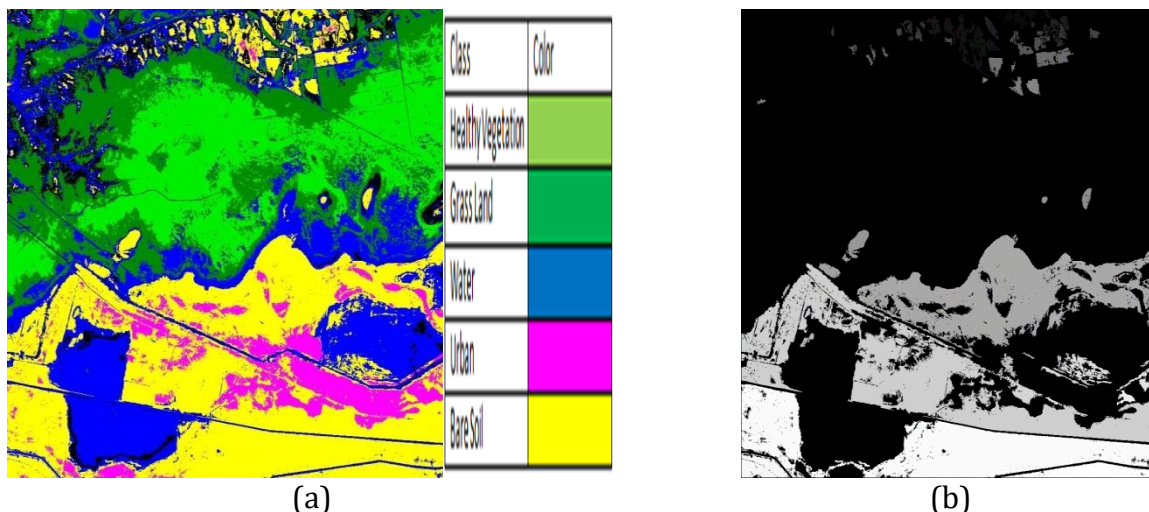 Class Color
Healthy Vegetation
Grass Land
Water
Urban
Bare Soil
(a) (b)